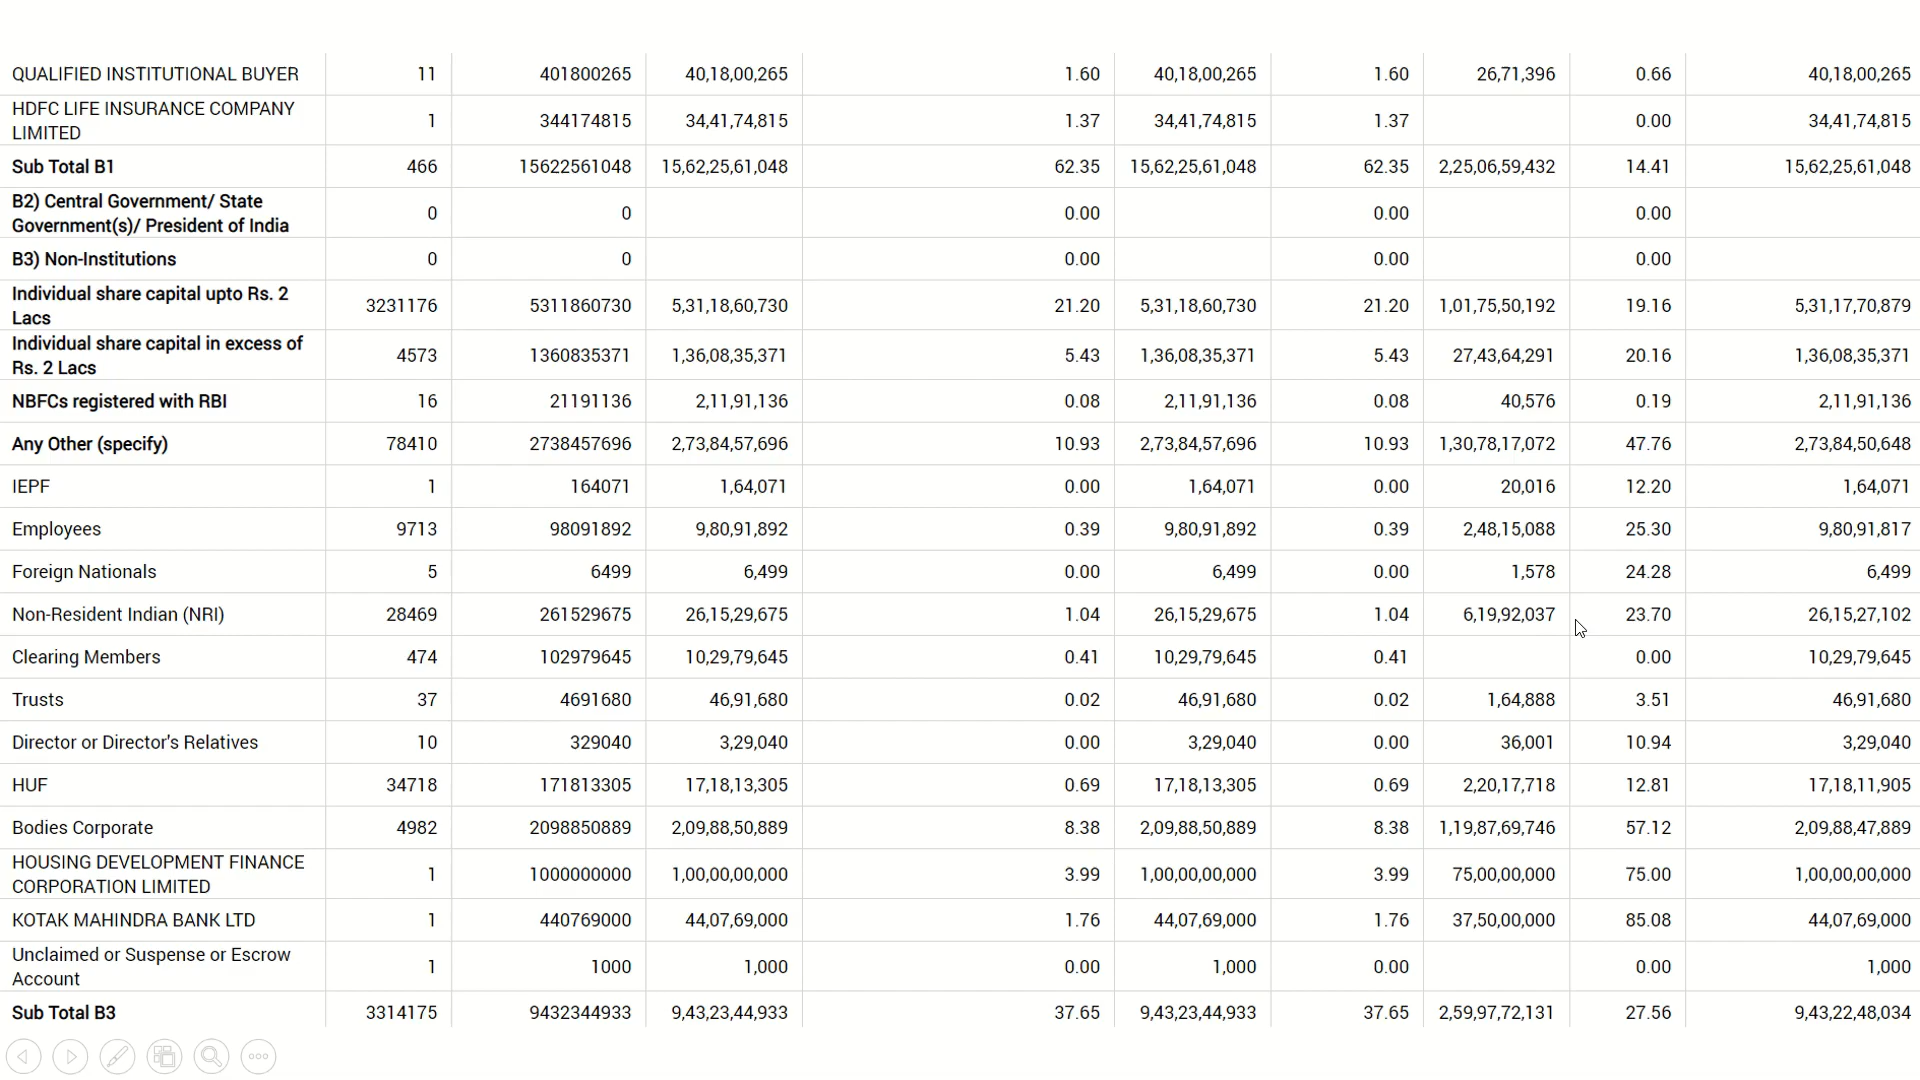 QUALIFIED INSTITUTIONAL BUYER 11 401800265 40,18,00,265 1.60 40,18,00,265 1.60 26,71,396 0.66 40,18,00,265
HDFC LIFE INSURANCE COMPANY
LIMITED 1 344174815 34,41,74,815 1.37 34,41,74,815 1.37 0.00 34,41,74,815
Sub Total B1 466 15622561048 15,62,25,61,048 62.35 15,62,25,61,048 62.35 2,25,06,59,432 14.41 15,62,25,61,048
B2) Central Government/ State
Government(s)/ President of India 0 0 0.00 0.00 0.00
B3) Non-Institutions 0 0 0.00 0.00 0.00
Individual share capital upto Rs. 2
Lacs 3231176 5311860730 5,31,18,60,730 21.20 5,31,18,60,730 21.20 1,01,75,50,192 19.16 5,31,17,70,879
Individual share capital in excess of
Rs. 2 Lacs 4573 1360835371 1,36,08,35,371 5.43 1,36,08,35,371 5.43 27,43,64,291 20.16 1,36,08,35,371
NBFCs registered with RBI 16 21191136 2,11,91,136 0.08 2,11,91,136 0.08 40,576 0.19 2,11,91,136
Any Other (specify) 78410 2738457696 2,73,84,57,696 10.93 2,73,84,57,696 10.93 1,30,78,17,072 47.76 2,73,84,50,648
IEPF 1 164071 1,64,071 0.00 1,64,071 0.00 20,016 12.20 1,64,071
Employees 9713 98091892 9,80,91,892 0.39 9,80,91,892 0.39 2,48,15,088 25.30 9,80,91,817
Foreign Nationals 5 6499 6,499 0.00 6,499 0.00 1,578 24.28 6,499
Non-Resident Indian (NRI) 28469 261529675 26,15,29,675 1.04 26,15,29,675 1.04 6,19,92,037 23.70 26,15,27,102
Clearing Members 474 102979645 10,29,79,645 0.41 10,29,79,645 0.41 0.00 10,29,79,645
Trusts 37 4691680 46,91,680 0.02 46,91,680 0.02 1,64,888 3.51 46,91,680
Director or Director's Relatives 10 329040 3,29,040 0.00 3,29,040 0.00 36,001 10.94 3,29,040
HUF 34718 171813305 17,18,13,305 0.69 17,18,13,305 0.69 2,20,17,718 12.81 17,18,11,905
Bodies Corporate 4982 2098850889 2,09,88,50,889 8.38 2,09,88,50,889 8.38 1,19,87,69,746 57.12 2,09,88,47,889
HOUSING DEVELOPMENT FINANCE
CORPORATION LIMITED 1 1000000000 1,00,00,00,000 3.99 1,00,00,00,000 3.99 75,00,00,000 75.00 1,00,00,00,000
KOTAK MAHINDRA BANK LTD 1 440769000 44,07,69,000 1.76 44,07,69,000 1.76 37,50,00,000 85.08 44,07,69,000
Unclaimed or Suspense or Escrow
Account 1 1000 1,000 0.00 1,000 0.00 0.00 1,000
Sub Total B3 3314175 9432344933 9,43,23,44,933 37.65 9,43,23,44,933 37.65 2,59,97,72,131 27.56 9,43,22,48,034